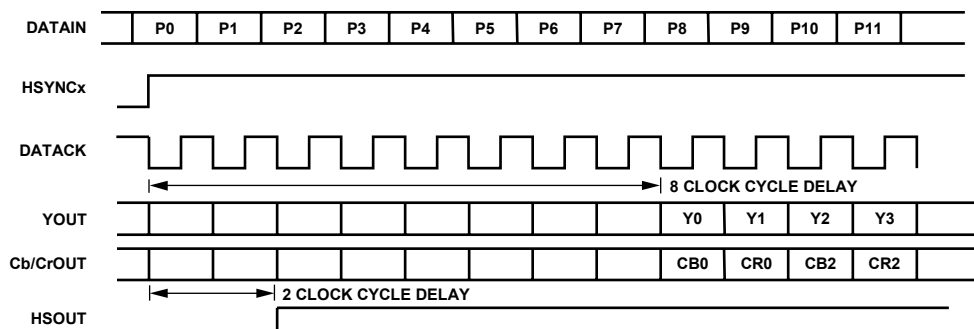 DATAIN P0 P1 P2 P3 P4 P5 P6 P7 P8 P9 P10 P11
HSYNCx
DATACK
8 CLOCK CYCLE DELAY
YOUT Y0 Y1 Y2 Y3
Cb/CrOUT CB0 CR0 CB2 CR2
2 CLOCK CYCLE DELAY
HSOUT